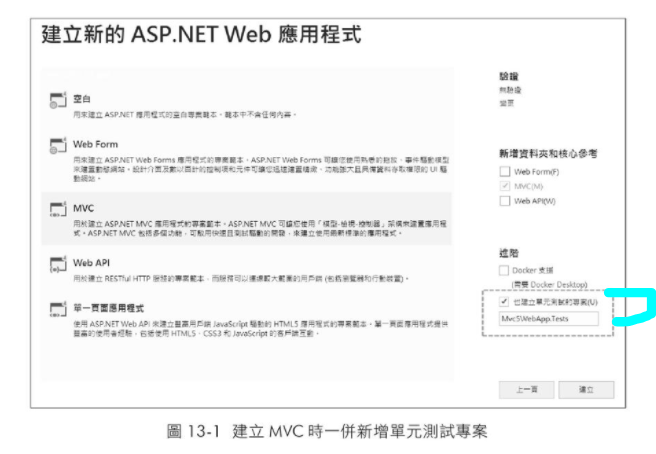 建立新的 ASP.NET Web 應用程式
空白
用來建立 ASP.NET 應用程式的空白專案範本。範本中不含任何內容。
Web Form
用來建立 ASP.NET Web Forms 應用程式的專案範本。ASP.NET Web Forms 可讓您使用熟悉的拖放、事件驅動模型
來建置動態網站。設計介面及數以百計的控制項和元件可讓您迅速建置精緻、功能強大且具備資料存取權限的 UI 驅
動網站。
MVC
用於建立 ASP.NET MVC 應用程式的專案範本。ASP.NET MVC 可讓您使用「模型-檢視-控制器」架構來建置應用程
式。ASP.NET MVC 包括多個功能，可啟用快速且測試驅動的開發，來建立使用最新標準的應用程式。
Web API
用於建立 RESTful HTTP 服務的專案範本，而服務可以連線較大範圍的用戶端 (包括瀏覽器和行動裝置)。
單一頁面應用程式
使用 ASP.NET Web API 來建立豐富用戶端 JavaScript 驅動的 HTML5 應用程式的專案範本。單一頁面應用程式提供
豐富的使用者經驗，包括使用 HTML5、CSS3 和 JavaScript 的客戶端互動。
驗證
無驗證
變更
新增資料夾和核心參考
Web Form(F)
MVC(M)
Web API(W)
進階
Docker 支援
(需要 Docker Desktop)
也建立單元測試的專案(U)
Mvc5WebApp.Tests
上一頁
建立
圖 13-1 建立 MVC 時一併新增單元測試專案